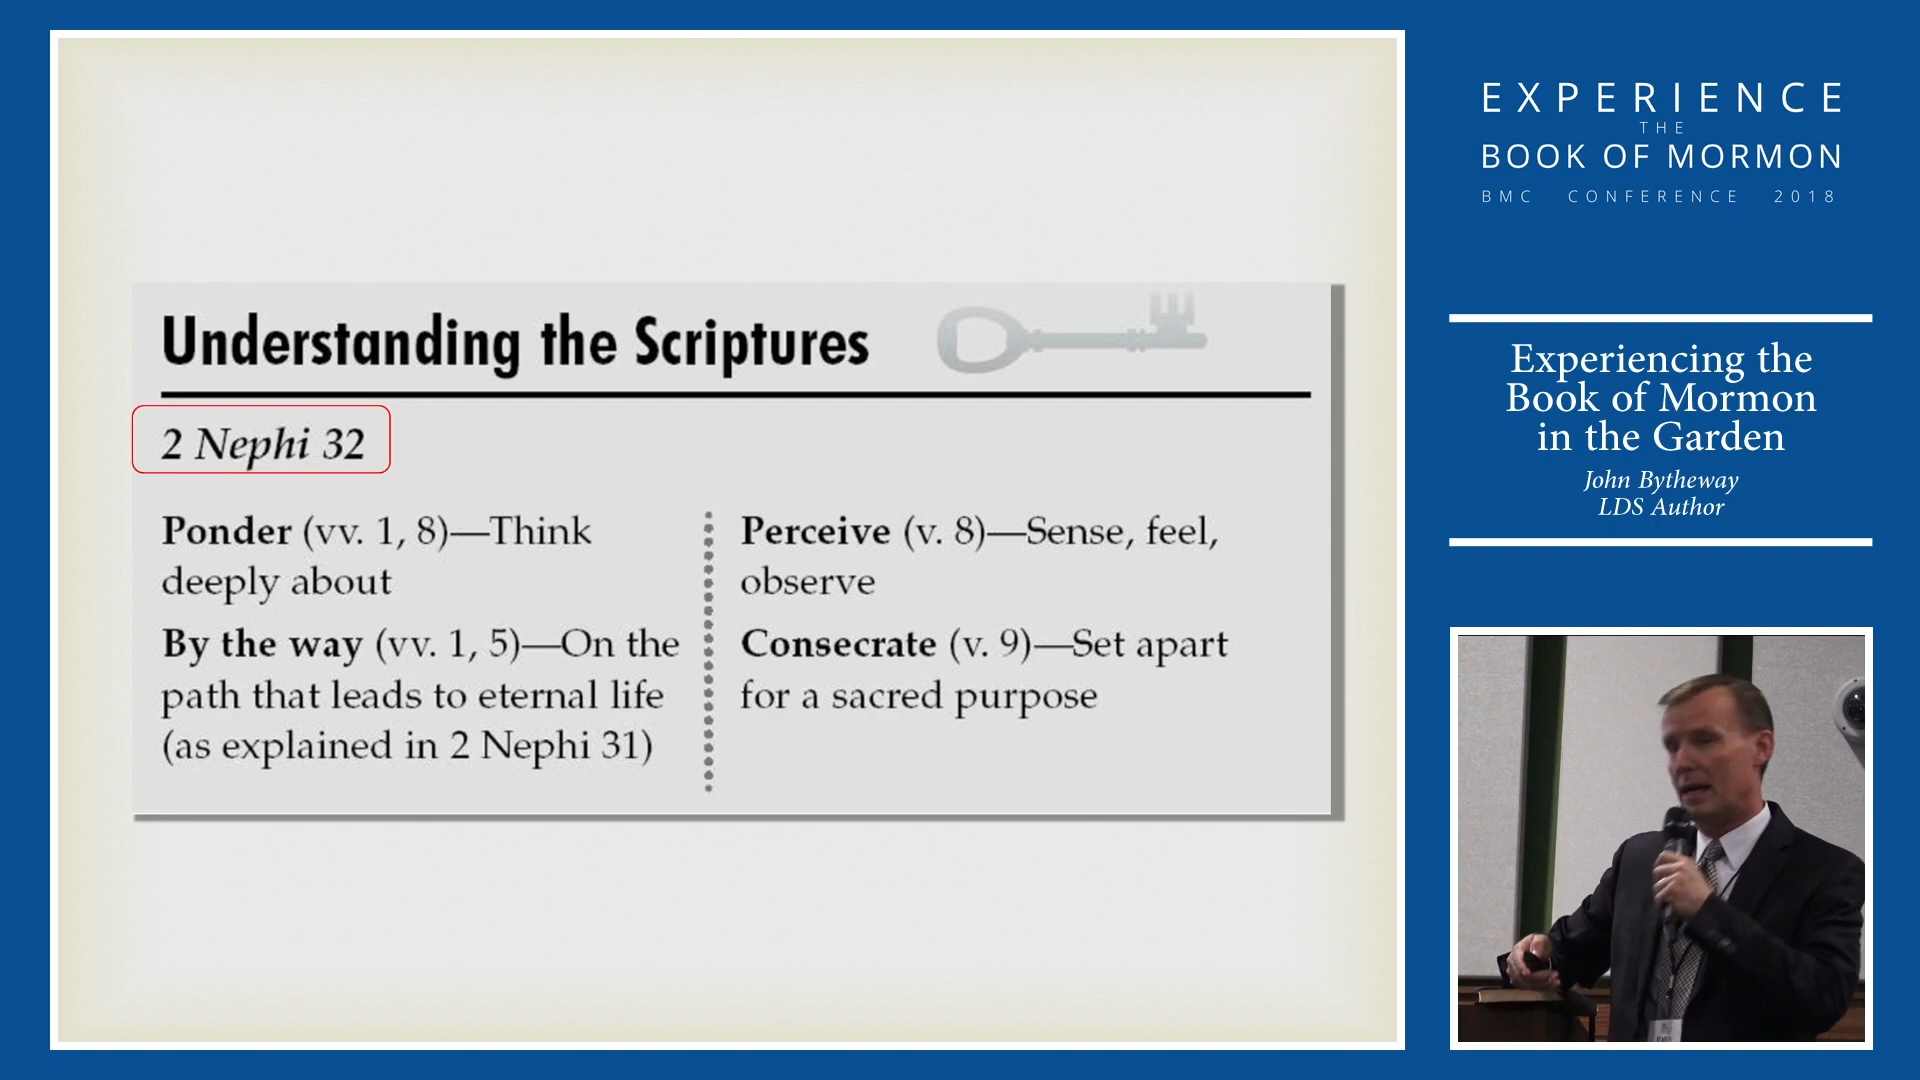 Understanding the Scriptures
2 Nephi 32
Ponder (vv. 1, 8)—Think
deeply about
By the way (vv. 1, 5)—On the
path that leads to eternal life
(as explained in 2 Nephi 31)
Perceive (v. 8)—Sense, feel,
observe
Consecrate (v. 9)—Set apart
for a sacred purpose
EXPERIENCE
THE
BOOK OF MORMON
BMC CONFERENCE 2018
Experiencing the
Book of Mormon
in the Garden
John Bytheway
LDS Author